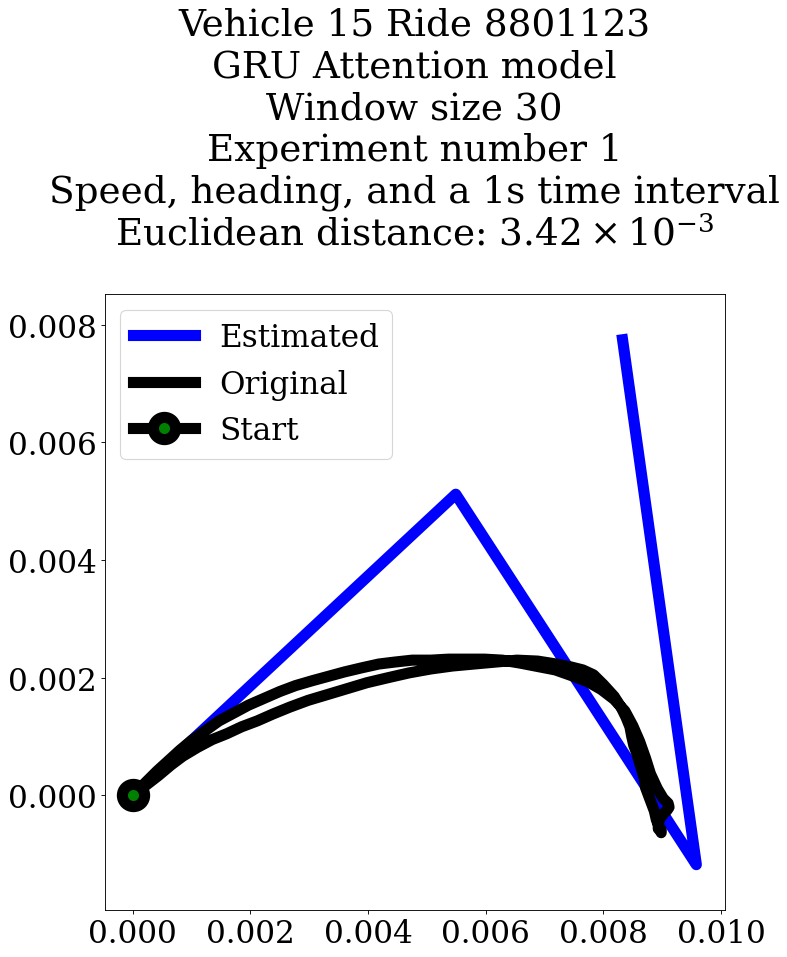 Vehicle 15 Ride 8801123
GRU Attention model
Window size 30
Experiment number 1
Speed, heading, and a 1s time interval
Euclidean distance: 3.42 × 10⁻³
Estimated
Original
Start
0.008
0.006
0.004
0.002
0.000
0.000 0.002 0.004 0.006 0.008 0.010